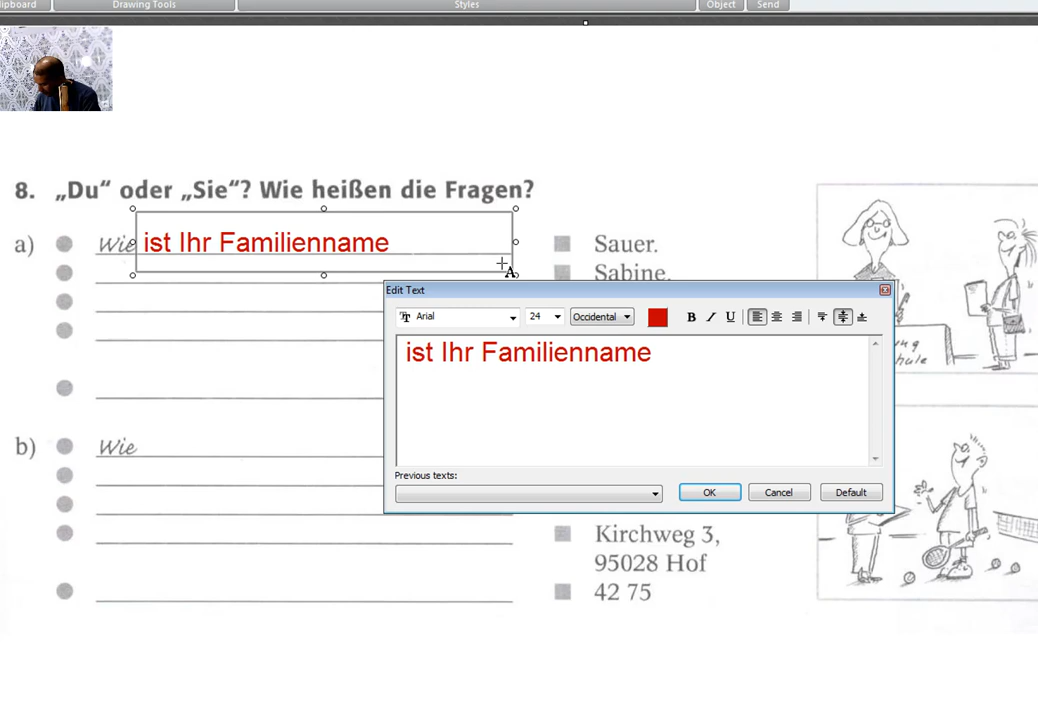 lipboard
Drawing Tools
Styles
Object
Send
8. „Du“ oder „Sie“? Wie heißen die Fragen?
a) Wie ist Ihr Familienname
Sauer.
Sabine.
Edit Text
Arial
24
Occidental
B I U
ist Ihr Familienname
Previous texts:
OK
Cancel
Default
b) Wie
Kirchweg 3,
95028 Hof
42 75